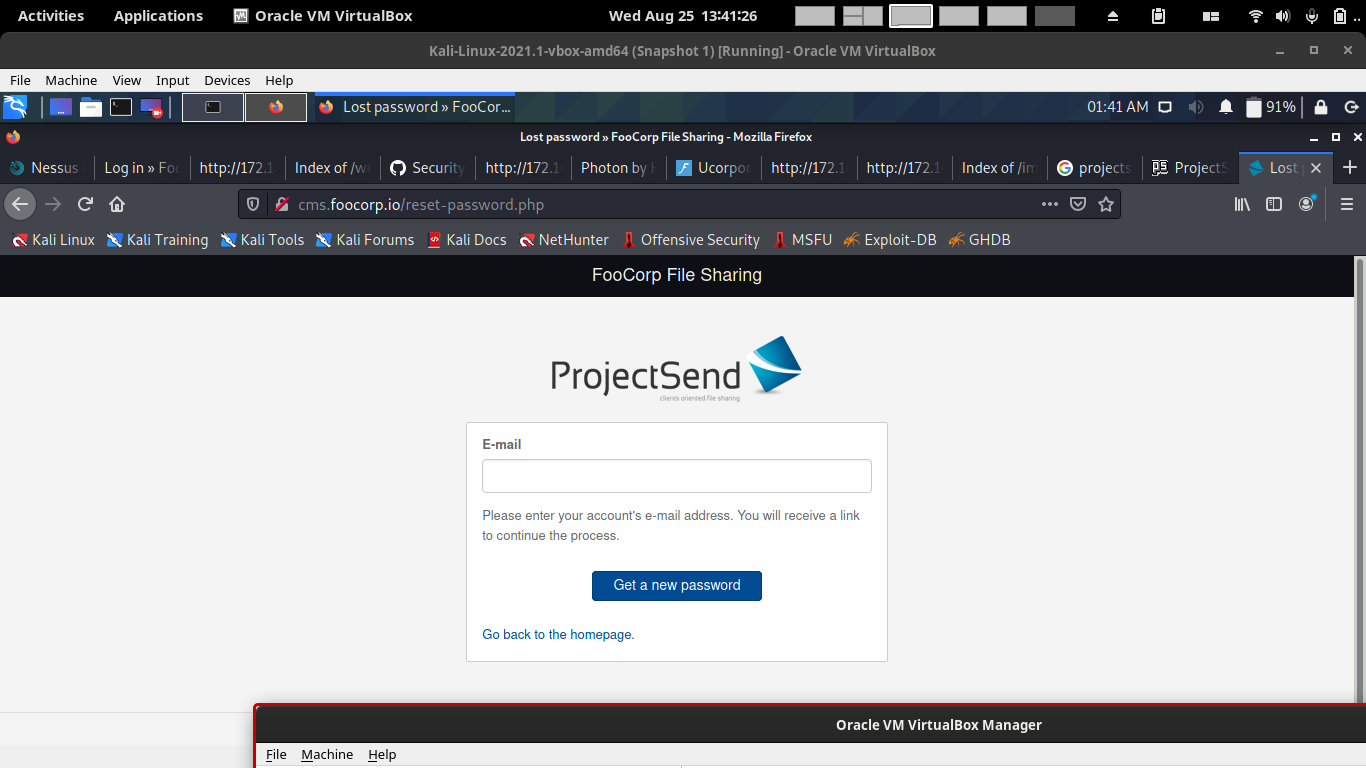 Activities Applications Oracle VM VirtualBox Wed Aug 25 13:41:26
Kali-Linux-2021.1-vbox-amd64 (Snapshot 1) [Running] - Oracle VM VirtualBox
File Machine View Input Devices Help
Lost password » FooCor... 01:41 AM 91%
Lost password » FooCorp File Sharing - Mozilla Firefox
Nessus Log in » Foo http://172.1 Index of /w Security http://172.1 Photon by Ucorpor http://172.1 http://172.1 Index of /im projects ProjectS Lost
cms.foocorp.io/reset-password.php
Kali Linux Kali Training Kali Tools Kali Forums Kali Docs NetHunter Offensive Security MSFU Exploit-DB GHDB
FooCorp File Sharing
ProjectSend
clients oriented file sharing
E-mail
Please enter your account's e-mail address. You will receive a link
to continue the process.
Get a new password
Go back to the homepage.
Oracle VM VirtualBox Manager
File Machine Help